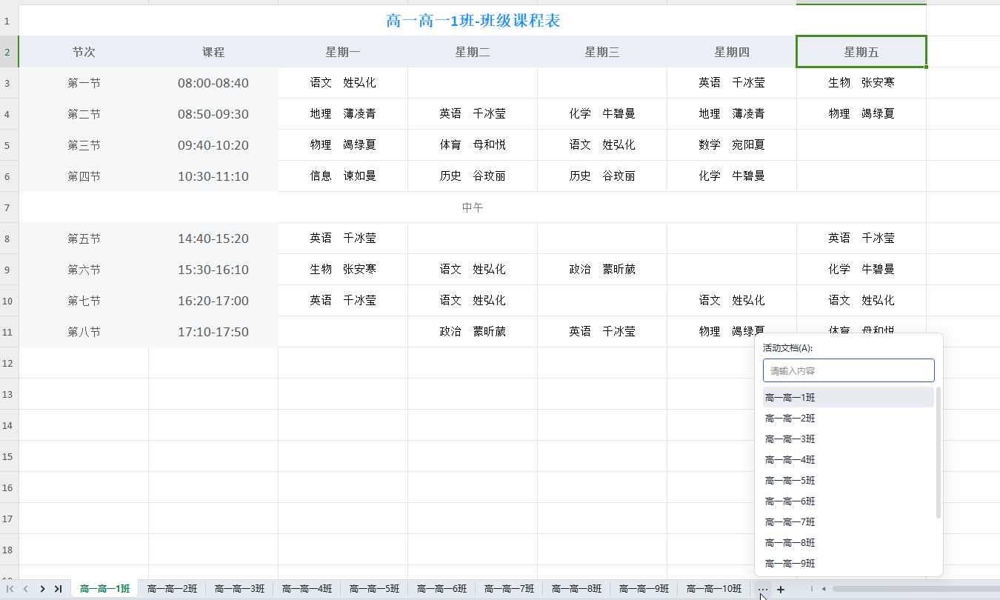 1 高一高一1班-班级课程表
2 节次 课程 星期一 星期二 星期三 星期四 星期五
3 第一节 08:00-08:40 语文 姓弘化 英语 千冰莹 生物 张安寒
4 第二节 08:50-09:30 地理 薄凌青 英语 千冰莹 化学 牛碧曼 地理 薄凌青 物理 竭绿夏
5 第三节 09:40-10:20 物理 竭绿夏 体育 母和悦 语文 姓弘化 数学 宛阳夏
6 第四节 10:30-11:10 信息 谏如曼 历史 谷玟丽 历史 谷玟丽 化学 牛碧曼
7 中午
8 第五节 14:40-15:20 英语 千冰莹 英语 千冰莹
9 第六节 15:30-16:10 生物 张安寒 语文 姓弘化 政治 蒙昕葳 化学 牛碧曼
10 第七节 16:20-17:00 英语 千冰莹 语文 姓弘化 语文 姓弘化 语文 姓弘化
11 第八节 17:10-17:50 政治 蒙昕葳 英语 千冰莹 物理 竭绿夏 体育 母和悦
12
13
14
15
16
17
18
活动文档(A):
请输入内容
高一高一1班
高一高一2班
高一高一3班
高一高一4班
高一高一5班
高一高一6班
高一高一7班
高一高一8班
高一高一9班
高一高一1班 高一高一2班 高一高一3班 高一高一4班 高一高一5班 高一高一6班 高一高一7班 高一高一8班 高一高一9班 高一高一10班 ··· +